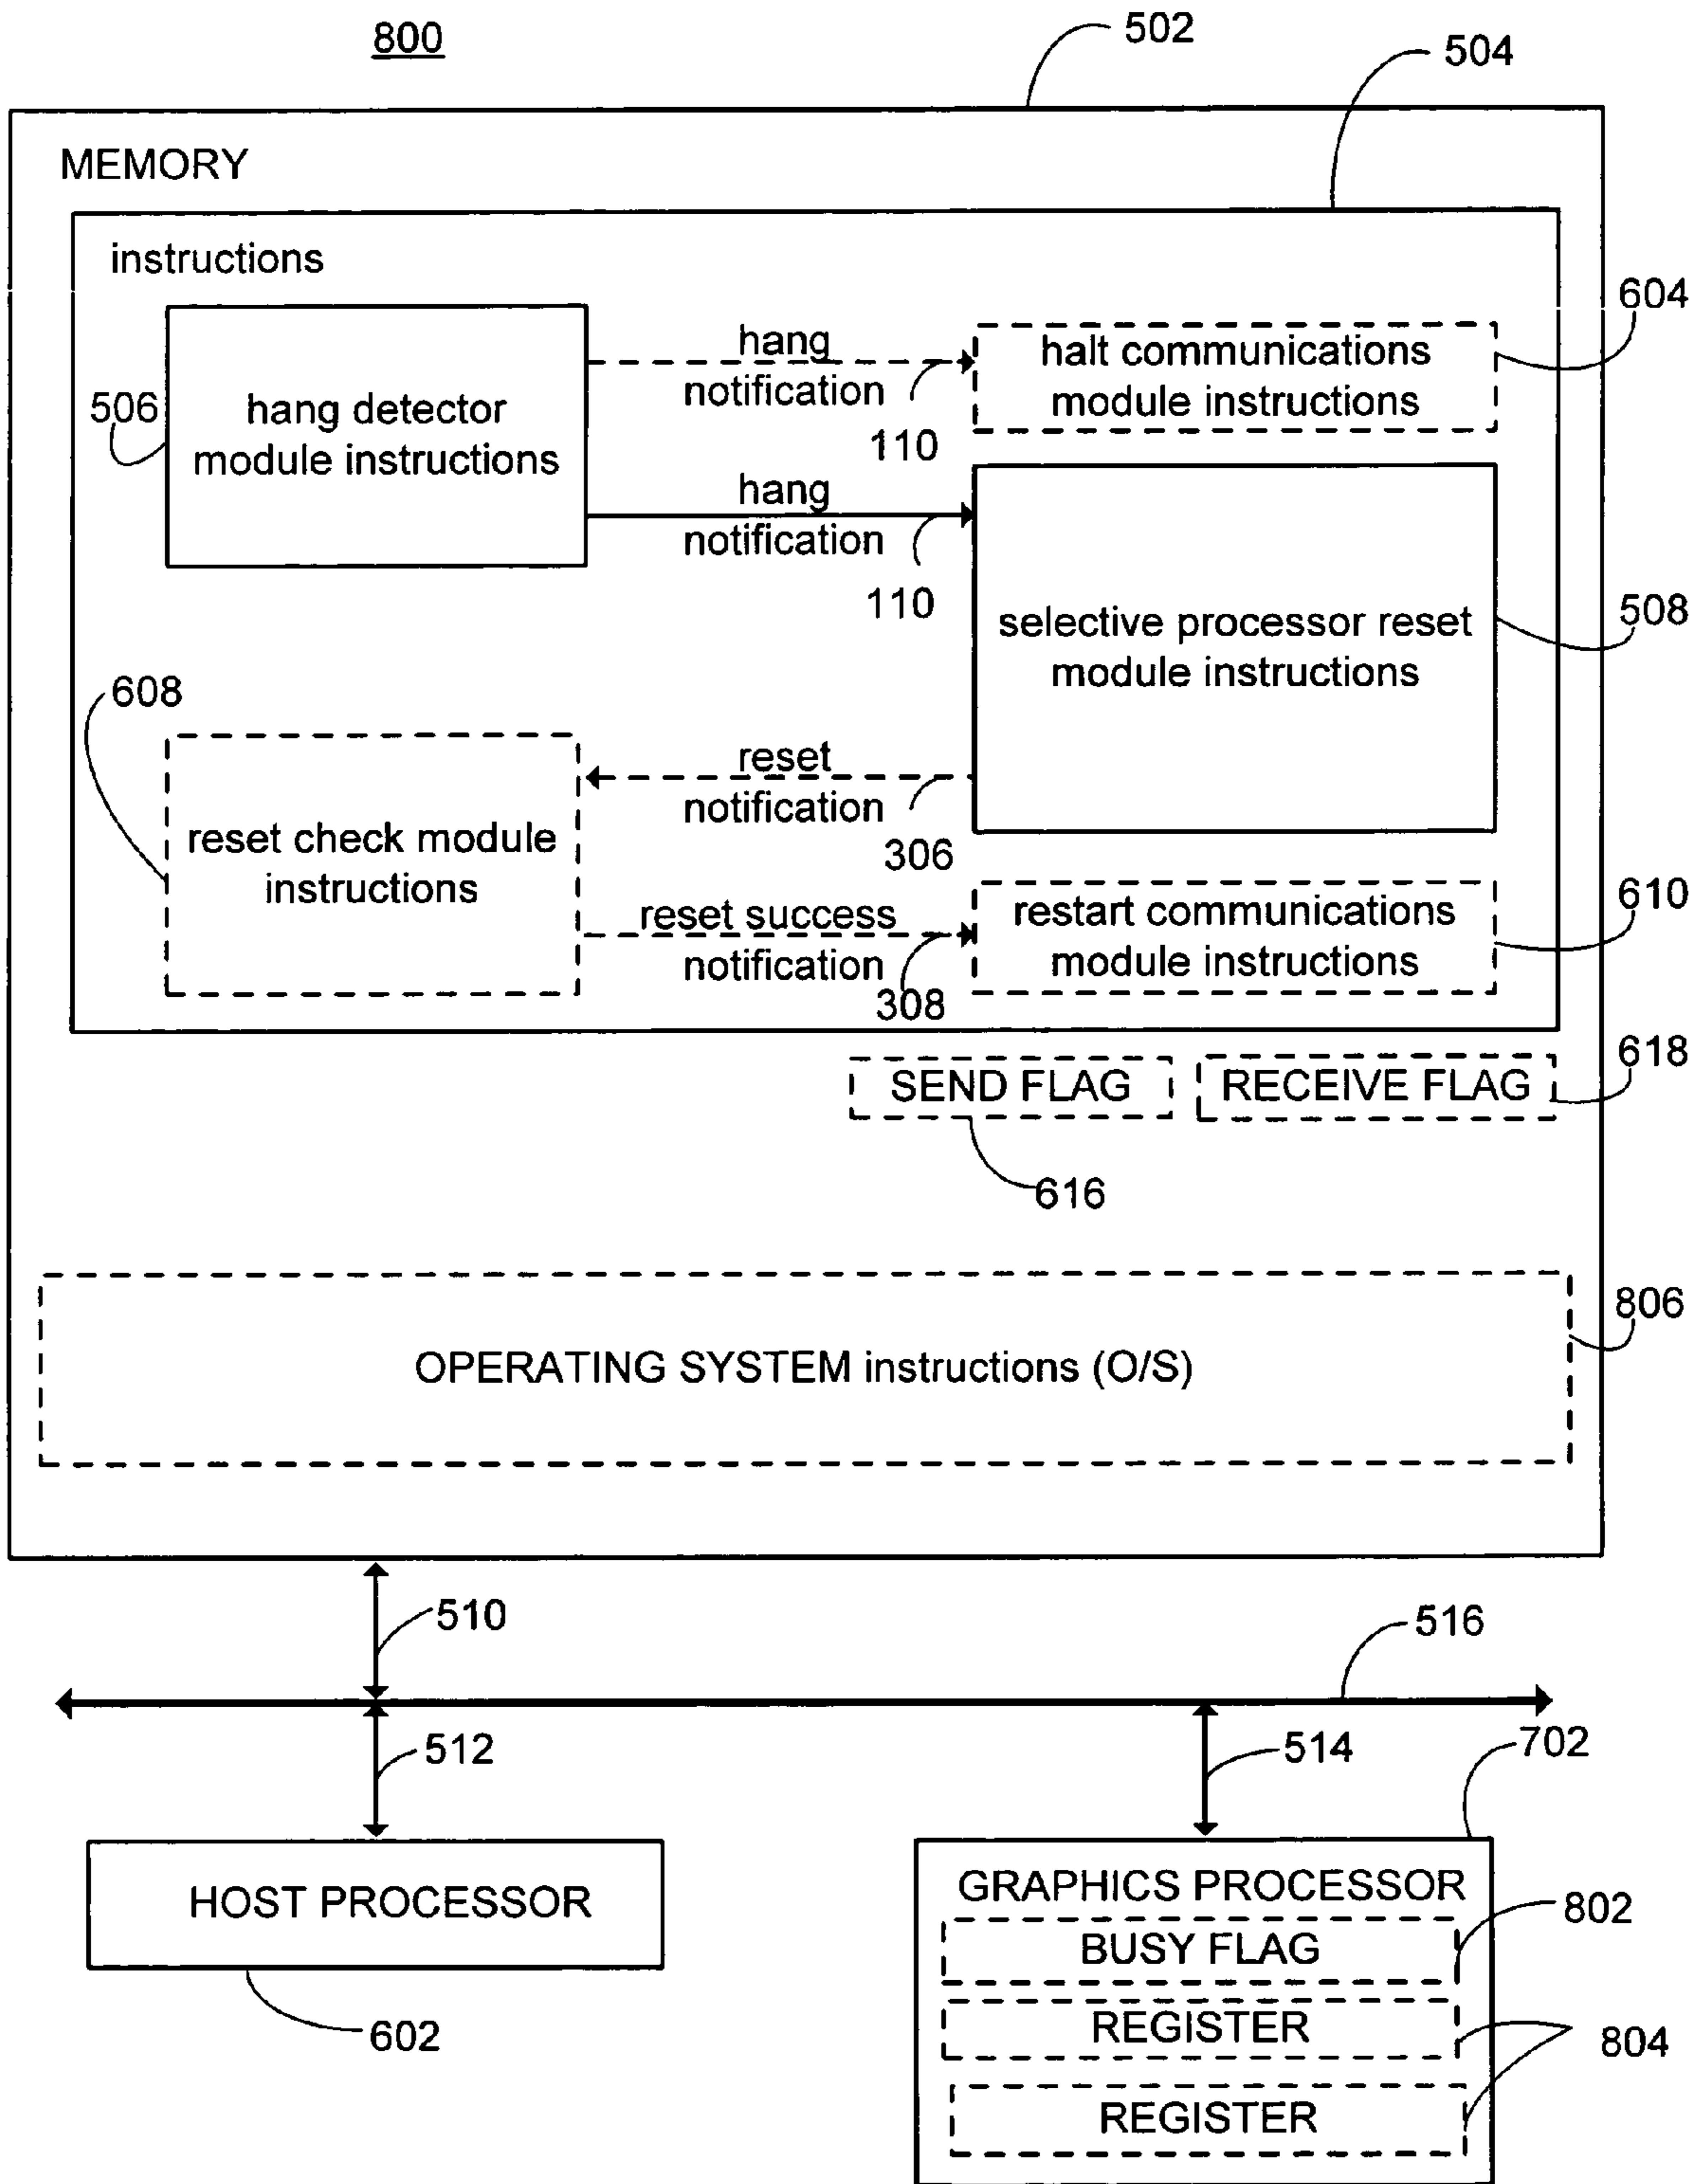 800
502
504
MEMORY
instructions
604
hang
notification
110
halt communications
module instructions
506
hang detector
module instructions
hang
notification
110
selective processor reset
module instructions
508
608
reset
notification
306
reset check module
instructions
reset success
notification
308
restart communications
module instructions
610
618
SEND FLAG
RECEIVE FLAG
616
806
OPERATING SYSTEM instructions (O/S)
510
516
512
514
702
HOST PROCESSOR
602
GRAPHICS PROCESSOR
BUSY FLAG
802
REGISTER
804
REGISTER